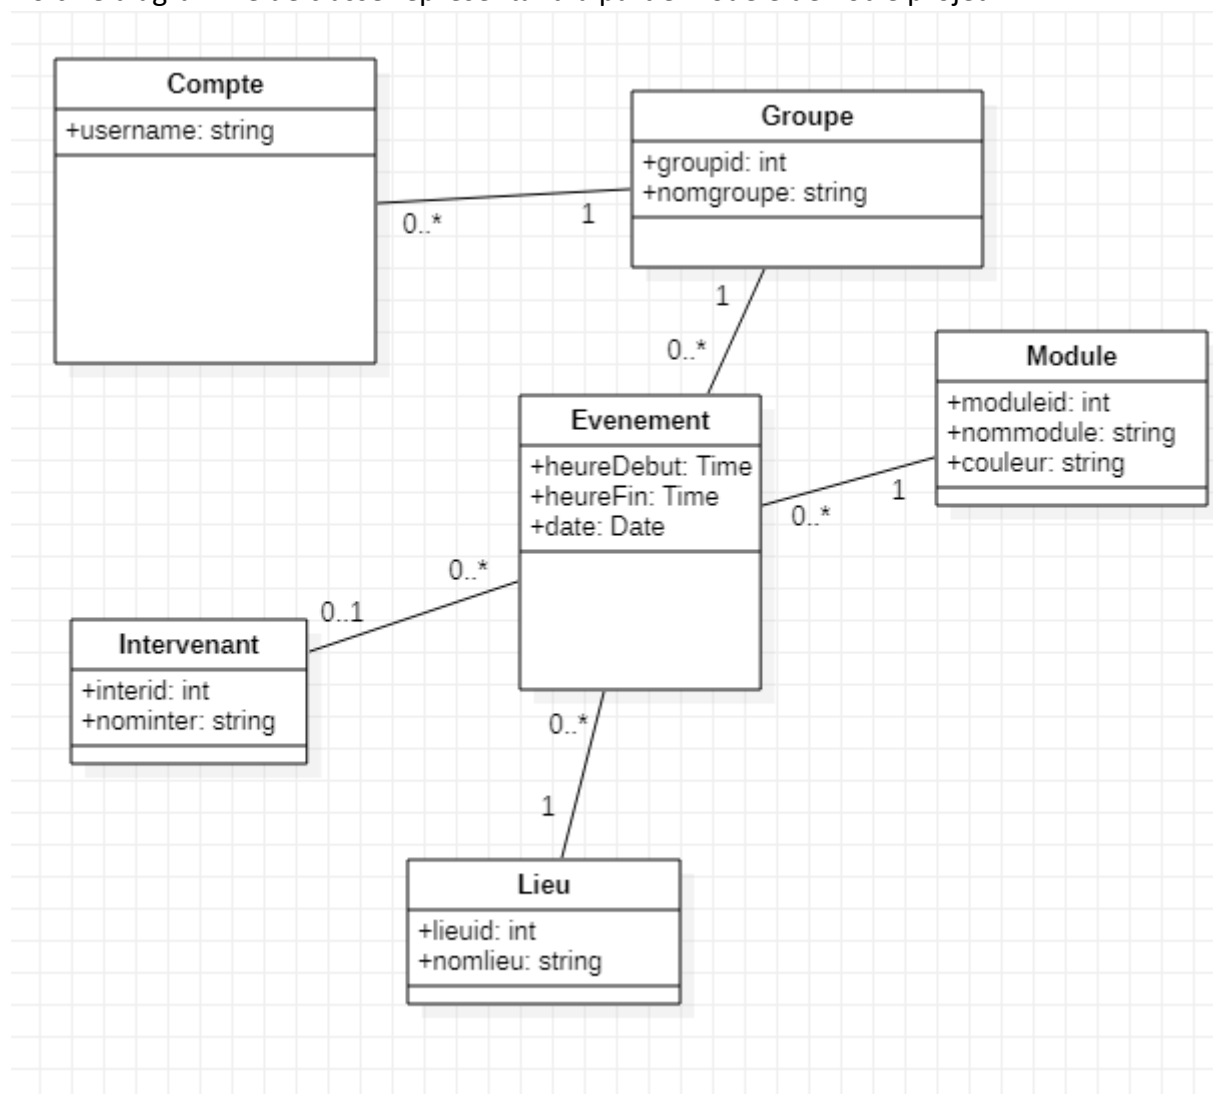 Compte
+username: string
Groupe
+groupid: int
+nomgroupe: string
0..*
1
1
0..*
Module
+moduleid: int
+nommodule: string
+couleur: string
Evenement
+heureDebut: Time
+heureFin: Time
+date: Date
1
0..*
0..*
0..1
Intervenant
+interid: int
+nominter: string
0..*
1
Lieu
+lieuid: int
+nomlieu: string